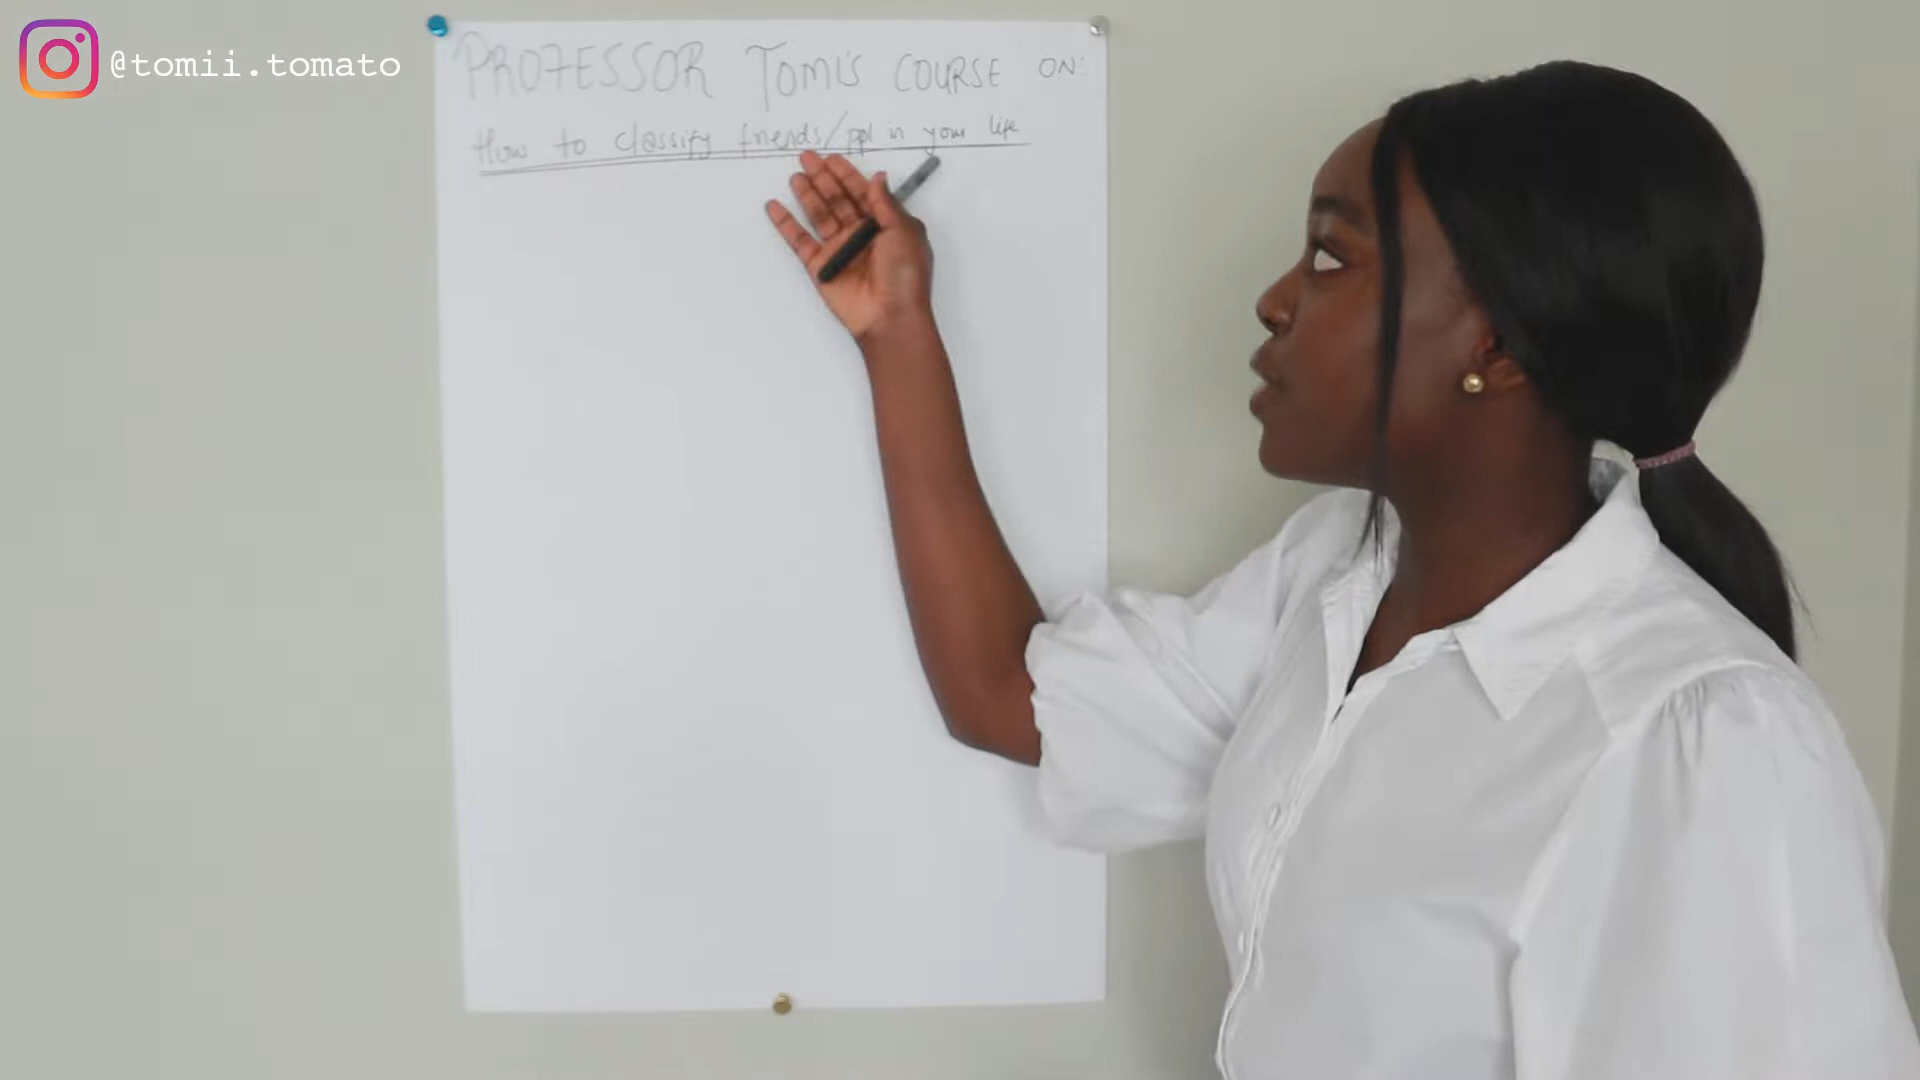 @tomii.tomato
PROFESSOR TOMI'S COURSE ON:
How to classify friends/ppl in your life